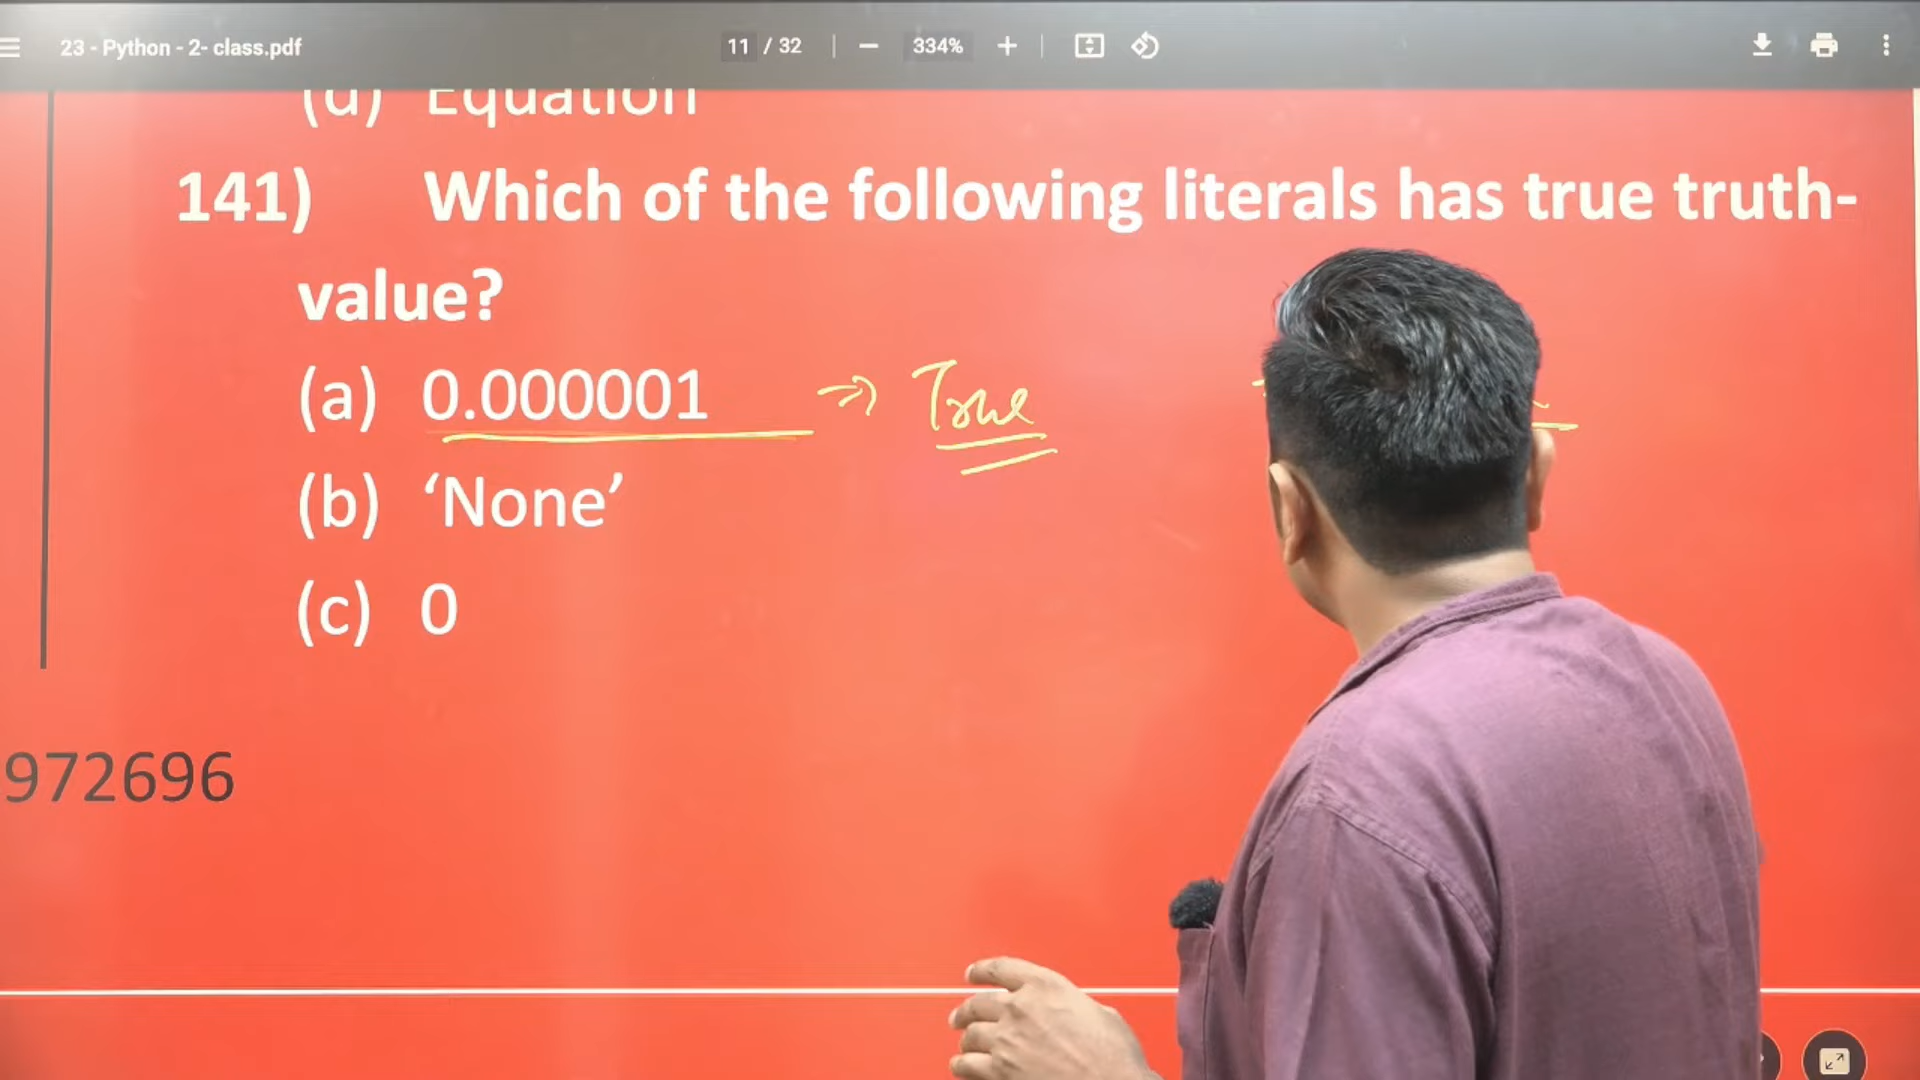 23 - Python - 2- class.pdf 11 / 32 334%
(d) Equation
141) Which of the following literals has true truth-
value?
(a) 0.000001 True
(b) ‘None’
(c) 0
972696